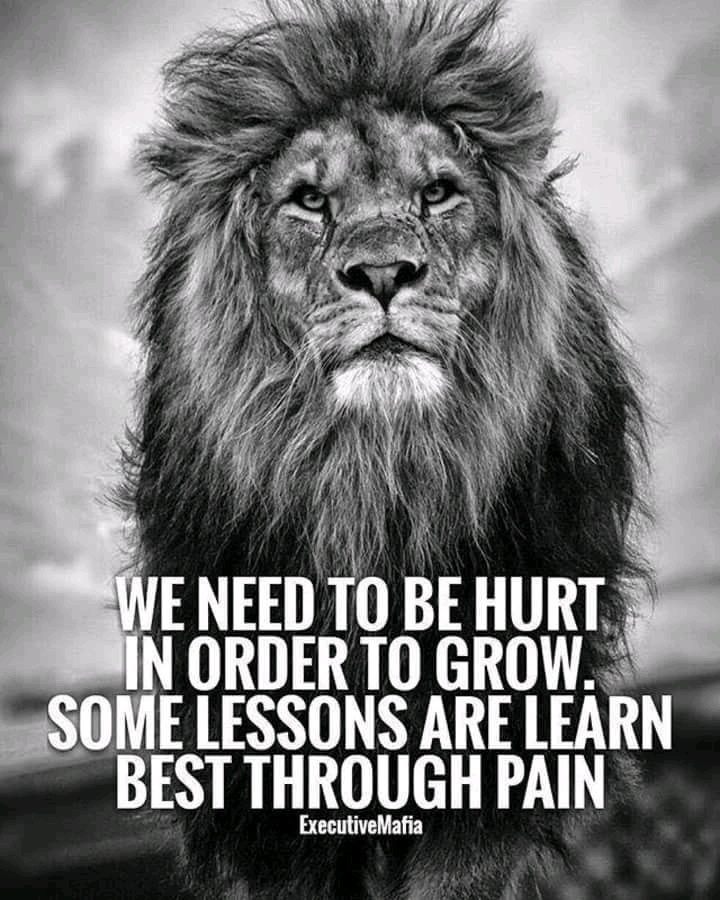 WE NEED TO BE HURT
IN ORDER TO GROW.
SOME LESSONS ARE LEARN
BEST THROUGH PAIN
ExecutiveMafia